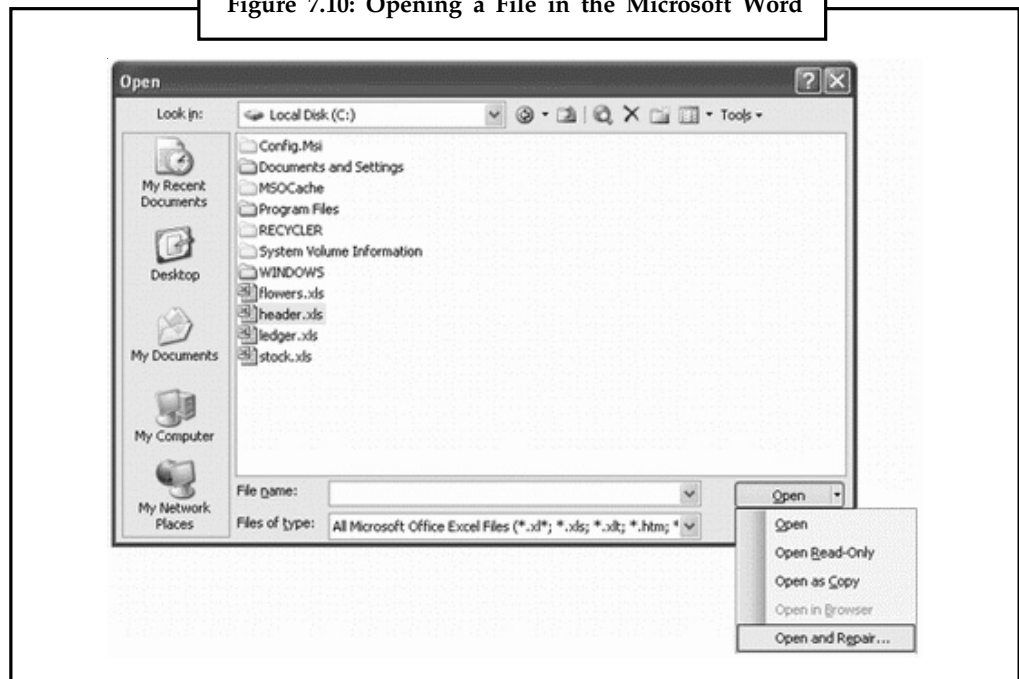 Figure 7.10: Opening a File in the Microsoft Word
Open
Look in:
Local Disk (C:)
Tools
My Recent
Documents
Desktop
My Documents
My Computer
My Network
Places
Config.Msi
Documents and Settings
MSOCache
Program Files
RECYCLER
System Volume Information
WINDOWS
flowers.xls
header.xls
ledger.xls
stock.xls
File name:
Open
Files of type:
All Microsoft Office Excel Files (*.xl*; *.xls; *.xlt; *.htm; *
Open
Open Read-Only
Open as Copy
Open in Browser
Open and Repair...